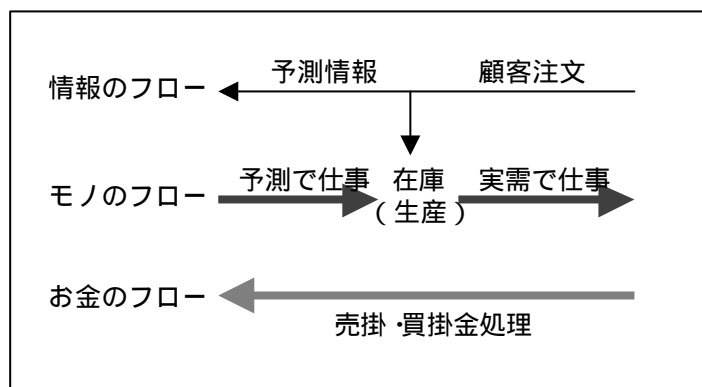 予測情報 顧客注文
情報のフロー
予測で仕事 在庫 実需で仕事
モノのフロー
(生産)
お金のフロー
売掛・買掛金処理